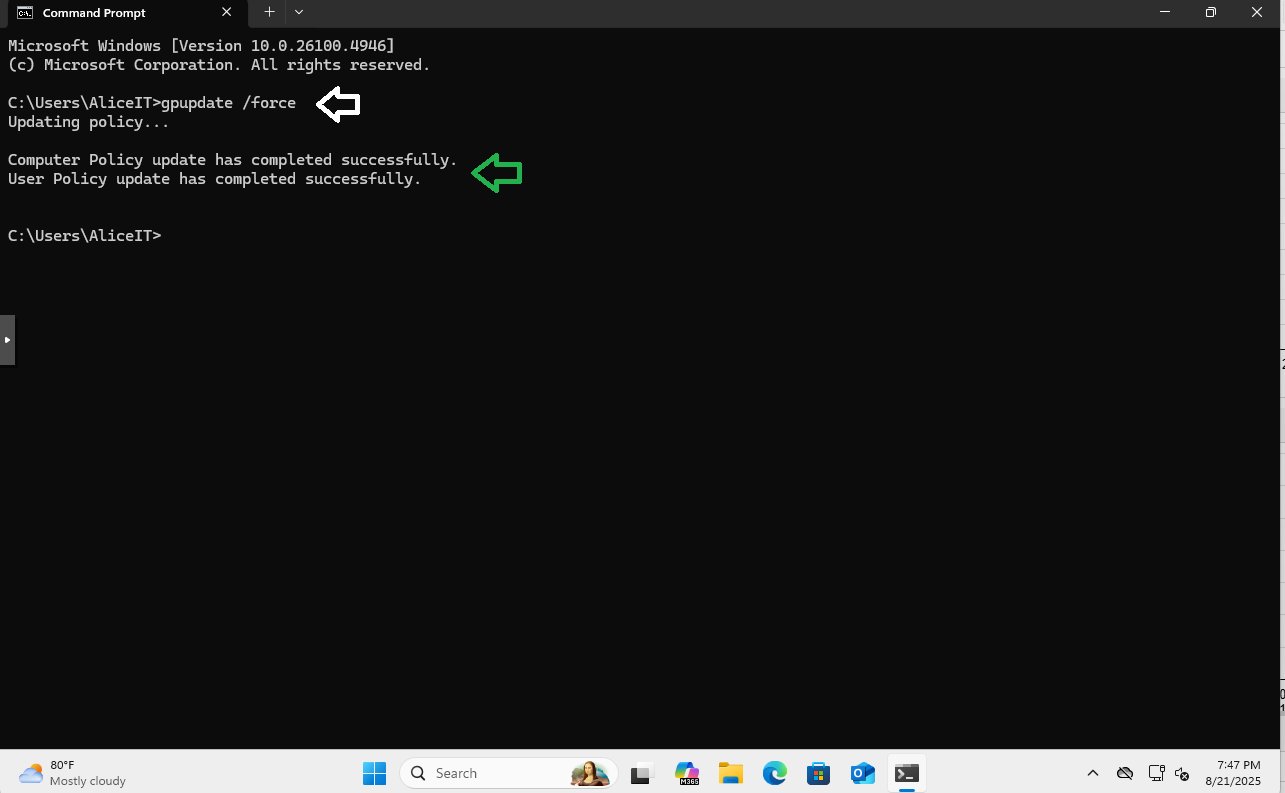 Command Prompt
Microsoft Windows [Version 10.0.26100.4946]
(c) Microsoft Corporation. All rights reserved.
C:\Users\AliceIT>gpupdate /force
Updating policy...
Computer Policy update has completed successfully.
User Policy update has completed successfully.
C:\Users\AliceIT>
80°F
Mostly cloudy
Search
M365
7:47 PM
8/21/2025